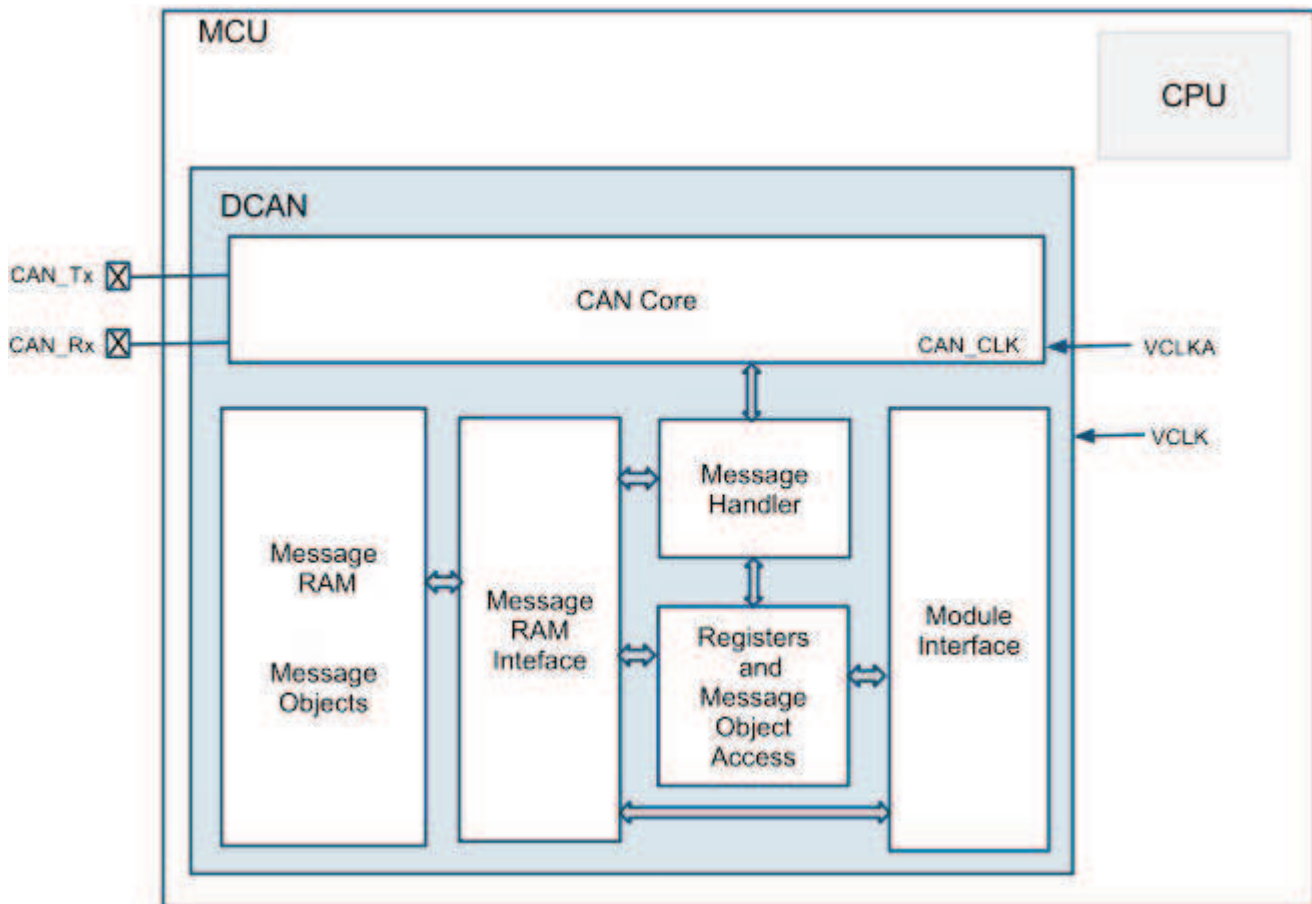 MCU
CPU
DCAN
CAN_Tx
CAN Core
CAN_Rx
CAN_CLK
VCLKA
VCLK
Message
RAM
Message
Objects
Message
RAM
Inteface
Message
Handler
Registers
and
Message
Object
Access
Module
Interface